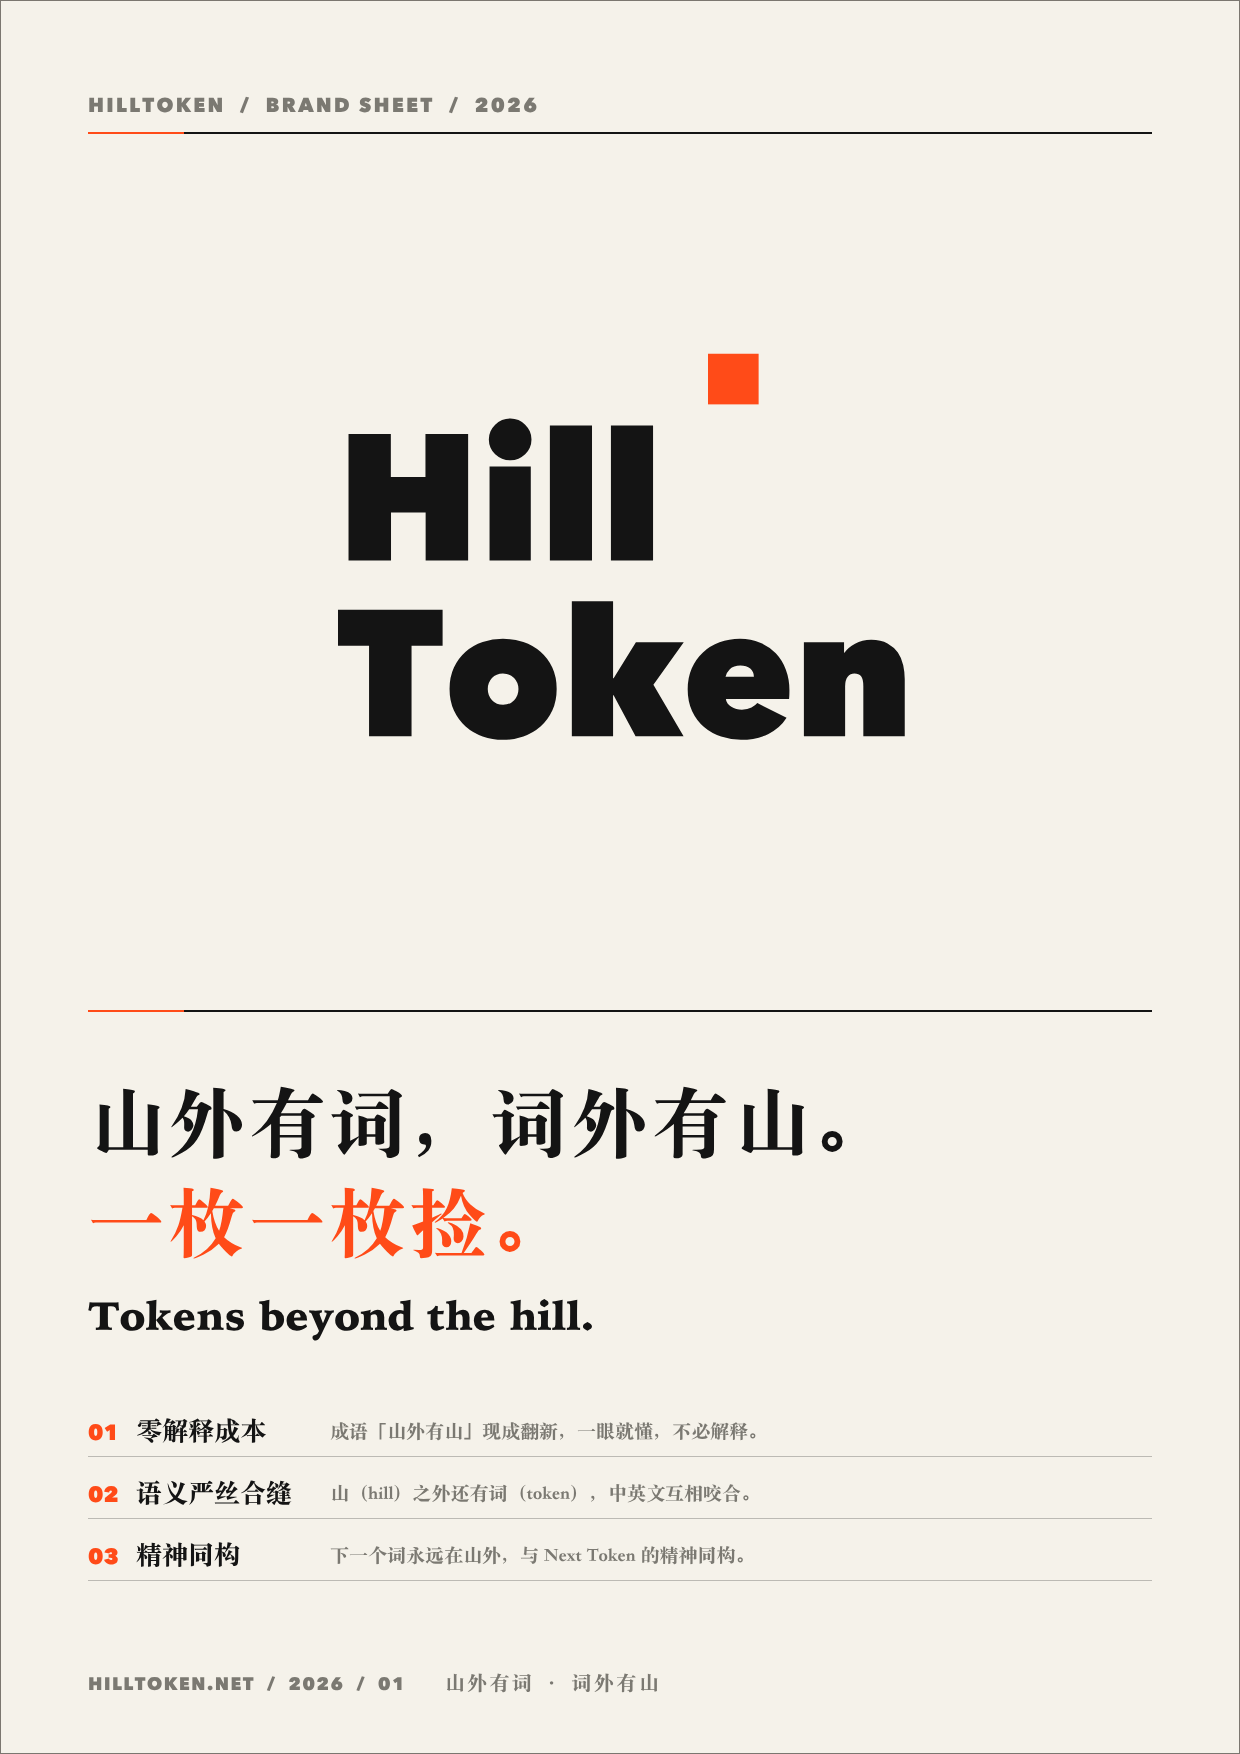 HILLTOKEN / BRAND SHEET / 2026
Hill
Token
山外有词，词外有山。
一枚一枚捡。
Tokens beyond the hill.
01 零解释成本 成语「山外有山」现成翻新，一眼就懂，不必解释。
02 语义严丝合缝 山（hill）之外还有词（token），中英文互相咬合。
03 精神同构 下一个词永远在山外，与 Next Token 的精神同构。
HILLTOKEN.NET / 2026 / 01 山外有词 · 词外有山